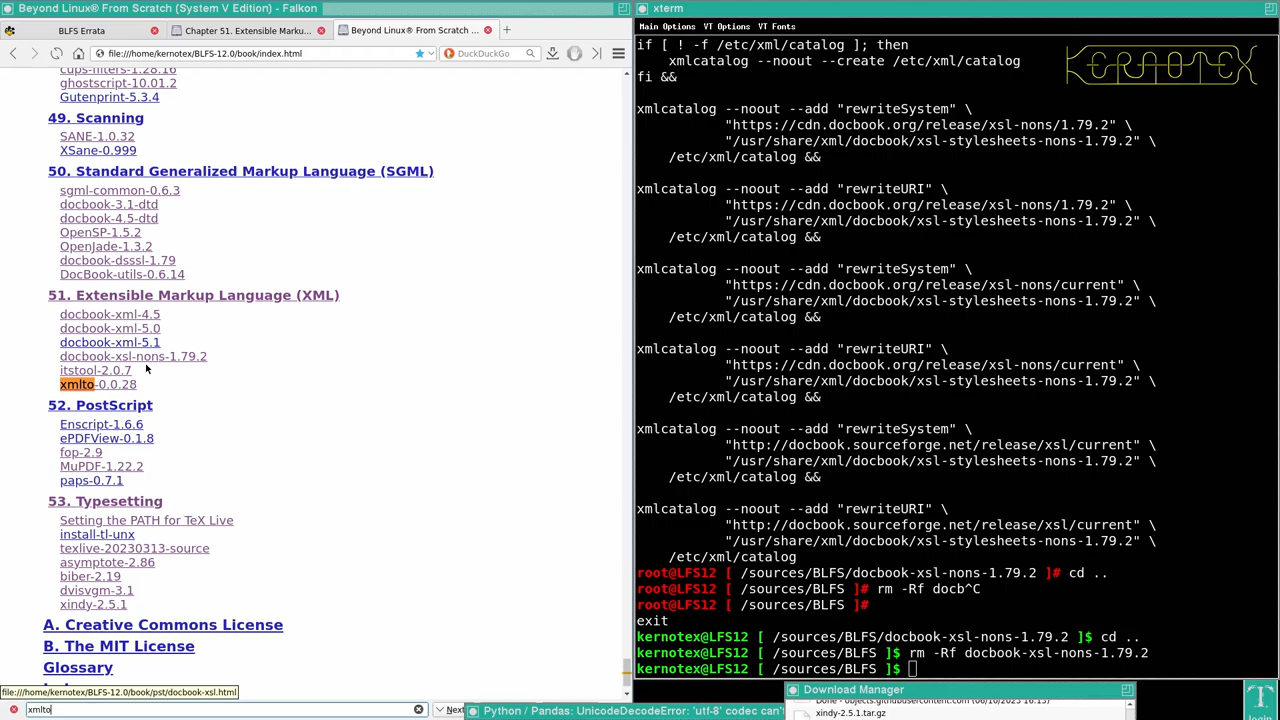 Beyond Linux® From Scratch (System V Edition) - Falkon
BLFS Errata
Chapter 51. Extensible Marku...
Beyond Linux® From Scratch ...
file:///home/kernotex/BLFS-12.0/book/index.html
DuckDuckGo
cups-filters-1.28.16
ghostscript-10.01.2
Gutenprint-5.3.4
49. Scanning
SANE-1.0.32
XSane-0.999
50. Standard Generalized Markup Language (SGML)
sgml-common-0.6.3
docbook-3.1-dtd
docbook-4.5-dtd
OpenSP-1.5.2
OpenJade-1.3.2
docbook-dsssl-1.79
DocBook-utils-0.6.14
51. Extensible Markup Language (XML)
docbook-xml-4.5
docbook-xml-5.0
docbook-xml-5.1
docbook-xsl-nons-1.79.2
itstool-2.0.7
xmlto-0.0.28
52. PostScript
Enscript-1.6.6
ePDFView-0.1.8
fop-2.9
MuPDF-1.22.2
paps-0.7.1
53. Typesetting
Setting the PATH for TeX Live
install-tl-unx
texlive-20230313-source
asymptote-2.86
biber-2.19
dvisvgm-3.1
xindy-2.5.1
A. Creative Commons License
B. The MIT License
Glossary
file:///home/kernotex/BLFS-12.0/book/pst/docbook-xsl.html
xmlto
Next
xterm
Main Options VT Options VT Fonts
KERNOTEX
if [ ! -f /etc/xml/catalog ]; then
    xmlcatalog --noout --create /etc/xml/catalog
fi &&
xmlcatalog --noout --add "rewriteSystem" \
           "https://cdn.docbook.org/release/xsl-nons/1.79.2" \
           "/usr/share/xml/docbook/xsl-stylesheets-nons-1.79.2" \
    /etc/xml/catalog &&
xmlcatalog --noout --add "rewriteURI" \
           "https://cdn.docbook.org/release/xsl-nons/1.79.2" \
           "/usr/share/xml/docbook/xsl-stylesheets-nons-1.79.2" \
    /etc/xml/catalog &&
xmlcatalog --noout --add "rewriteSystem" \
           "https://cdn.docbook.org/release/xsl-nons/current" \
           "/usr/share/xml/docbook/xsl-stylesheets-nons-1.79.2" \
    /etc/xml/catalog &&
xmlcatalog --noout --add "rewriteURI" \
           "https://cdn.docbook.org/release/xsl-nons/current" \
           "/usr/share/xml/docbook/xsl-stylesheets-nons-1.79.2" \
    /etc/xml/catalog &&
xmlcatalog --noout --add "rewriteSystem" \
           "http://docbook.sourceforge.net/release/xsl/current" \
           "/usr/share/xml/docbook/xsl-stylesheets-nons-1.79.2" \
    /etc/xml/catalog &&
xmlcatalog --noout --add "rewriteURI" \
           "http://docbook.sourceforge.net/release/xsl/current" \
           "/usr/share/xml/docbook/xsl-stylesheets-nons-1.79.2" \
    /etc/xml/catalog
root@LFS12 [ /sources/BLFS/docbook-xsl-nons-1.79.2 ]# cd ..
root@LFS12 [ /sources/BLFS ]# rm -Rf docb^C
root@LFS12 [ /sources/BLFS ]#
exit
kernotex@LFS12 [ /sources/BLFS/docbook-xsl-nons-1.79.2 ]$ cd ..
kernotex@LFS12 [ /sources/BLFS ]$ rm -Rf docbook-xsl-nons-1.79.2
kernotex@LFS12 [ /sources/BLFS ]$
Download Manager
xindy-2.5.1.tar.gz
Python / Pandas: UnicodeDecodeError: 'utf-8' codec can't